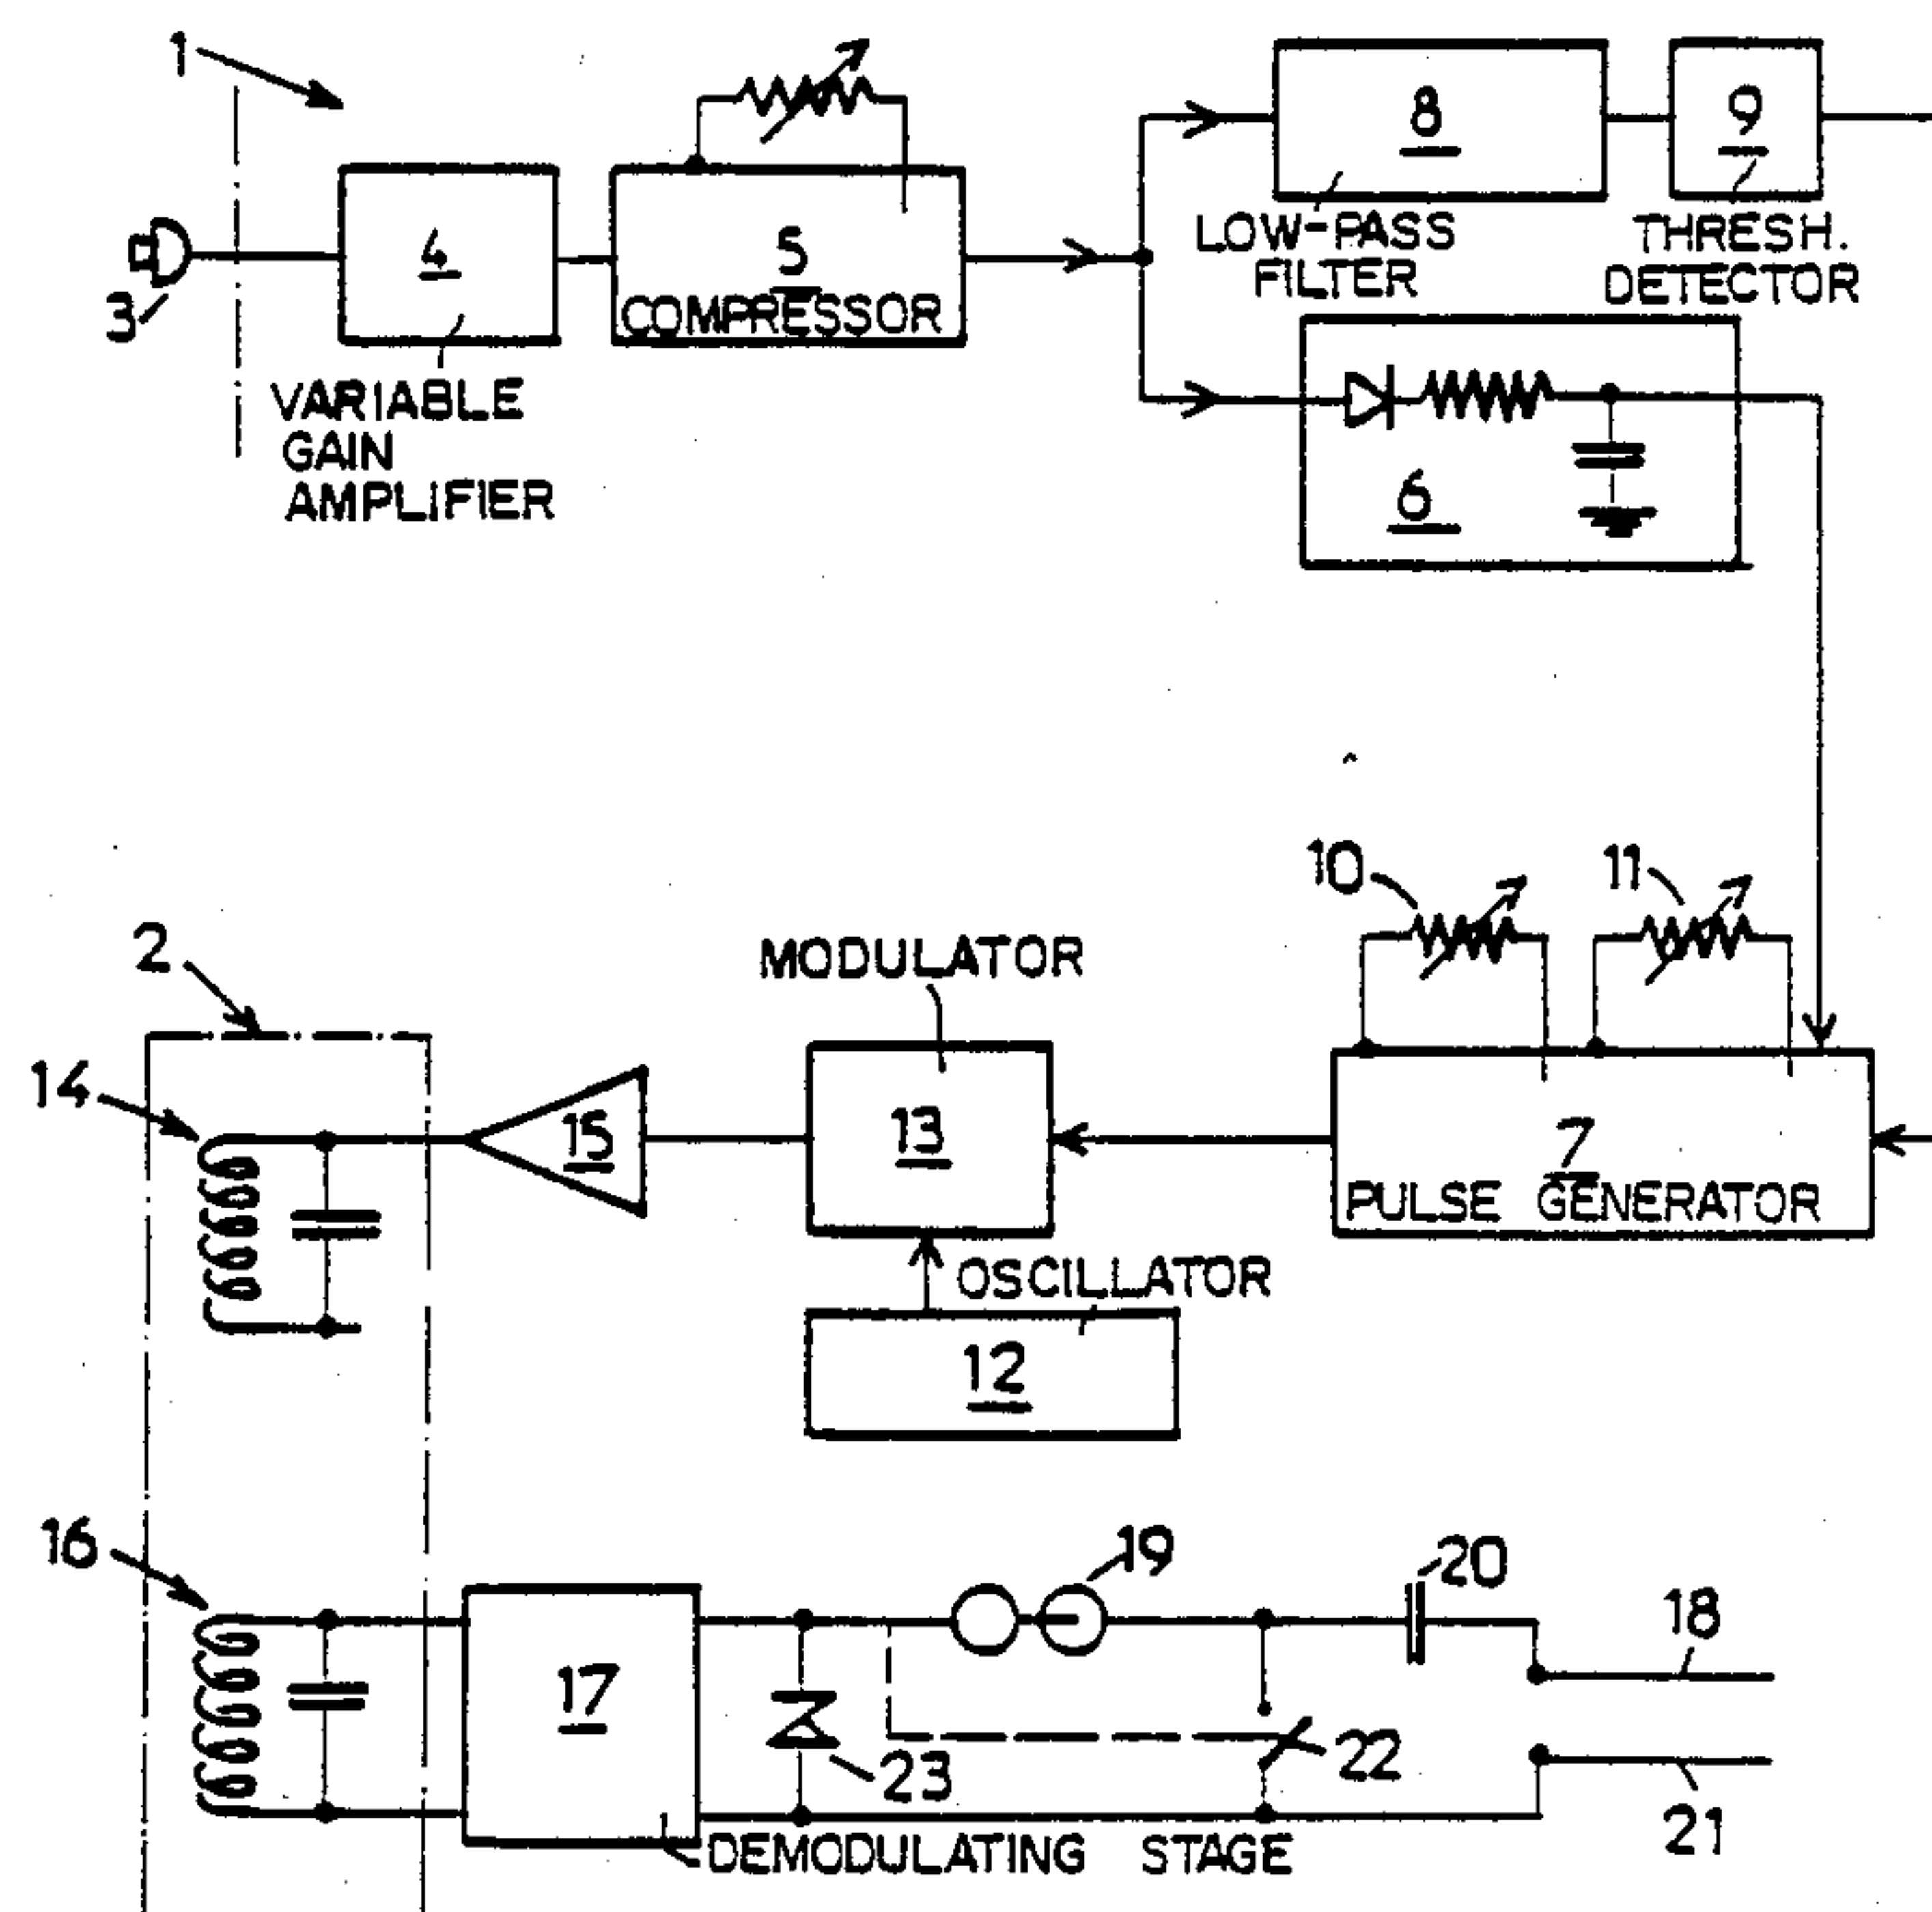 1
8
9
4
5
COMPRESSOR
3
LOW-PASS
FILTER
THRESH.
DETECTOR
VARIABLE
GAIN
AMPLIFIER
6
10
11
2
MODULATOR
14
15
13
7
PULSE GENERATOR
OSCILLATOR
12
16
19
20
18
17
22
23
21
DEMODULATING STAGE